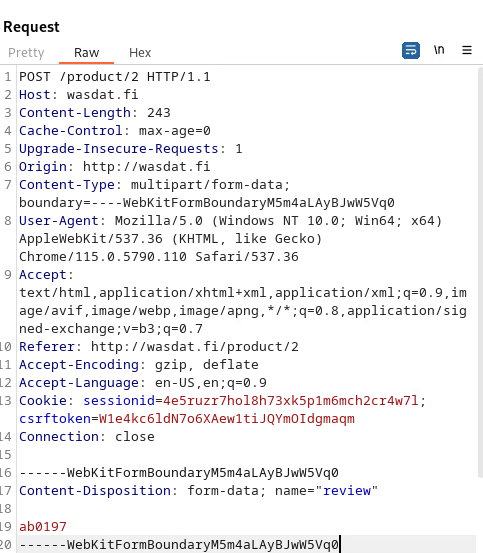 Request
Pretty Raw Hex \n ≡
1 POST /product/2 HTTP/1.1
2 Host: wasdat.fi
3 Content-Length: 243
4 Cache-Control: max-age=0
5 Upgrade-Insecure-Requests: 1
6 Origin: http://wasdat.fi
7 Content-Type: multipart/form-data;
boundary=----WebKitFormBoundaryM5m4aLAyBJwW5Vq0
8 User-Agent: Mozilla/5.0 (Windows NT 10.0; Win64; x64)
AppleWebKit/537.36 (KHTML, like Gecko)
Chrome/115.0.5790.110 Safari/537.36
9 Accept:
text/html,application/xhtml+xml,application/xml;q=0.9,im
age/avif,image/webp,image/apng,*/*;q=0.8,application/sig
ned-exchange;v=b3;q=0.7
10 Referer: http://wasdat.fi/product/2
11 Accept-Encoding: gzip, deflate
12 Accept-Language: en-US,en;q=0.9
13 Cookie: sessionid=4e5ruzr7hol8h73xk5p1m6mch2cr4w7l;
csrftoken=W1e4kc6ldN7o6XAew1tiJQYmOIdgmaqm
14 Connection: close
15
16 ------WebKitFormBoundaryM5m4aLAyBJwW5Vq0
17 Content-Disposition: form-data; name="review"
18
19 ab0197
20 ------WebKitFormBoundaryM5m4aLAyBJwW5Vq0